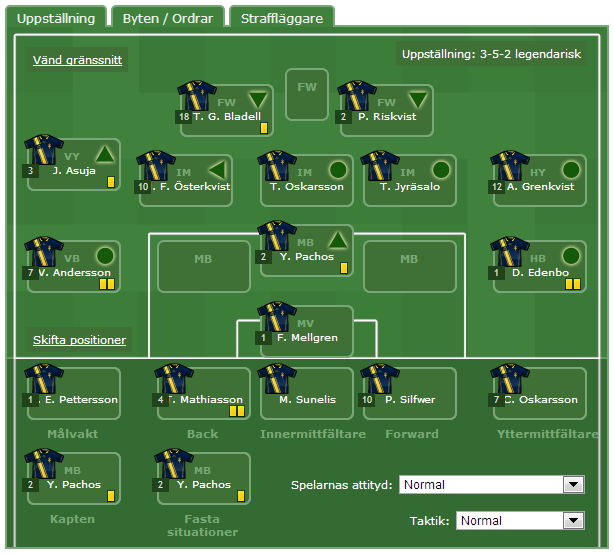 Uppställning
Byten / Ordrar
Straffläggare
Vänd gränssnitt
Uppställning: 3-5-2 legendarisk
FW
FW
FW
18 T. G. Bladell
2 P. Riskvist
VY
IM
IM
IM
HY
3 J. Asuja
10 . F. Österkvist
T. Oskarsson
T. Jyräsalo
12 A. Grenkvist
VB
MB
MB
MB
HB
7 V. Andersson
2 Y. Pachos
1 D. Edenbo
MV
1 F. Mellgren
Skifta positioner
1 . E. Pettersson
4 T. Mathiasson
M. Sunelis
10 P. Silfwer
7 C. Oskarsson
Målvakt
Back
Innermittfältare
Forward
Yttermittfältare
MB
MB
2 Y. Pachos
2 Y. Pachos
Kapten
Fasta situationer
Spelarnas attityd: Normal
Taktik: Normal